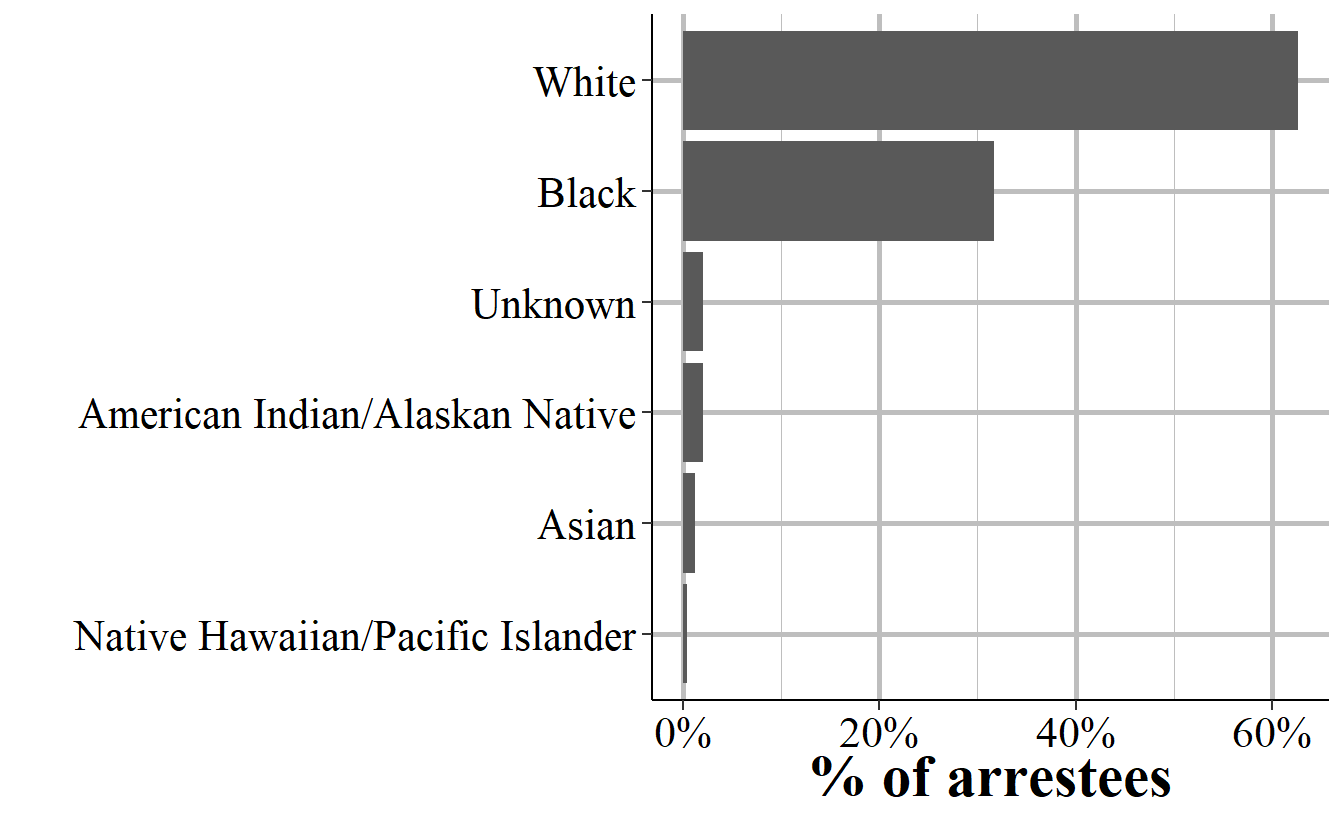 White
Black
Unknown
American Indian/Alaskan Native
Asian
Native Hawaiian/Pacific Islander
0% 20% 40% 60%
% of arrestees